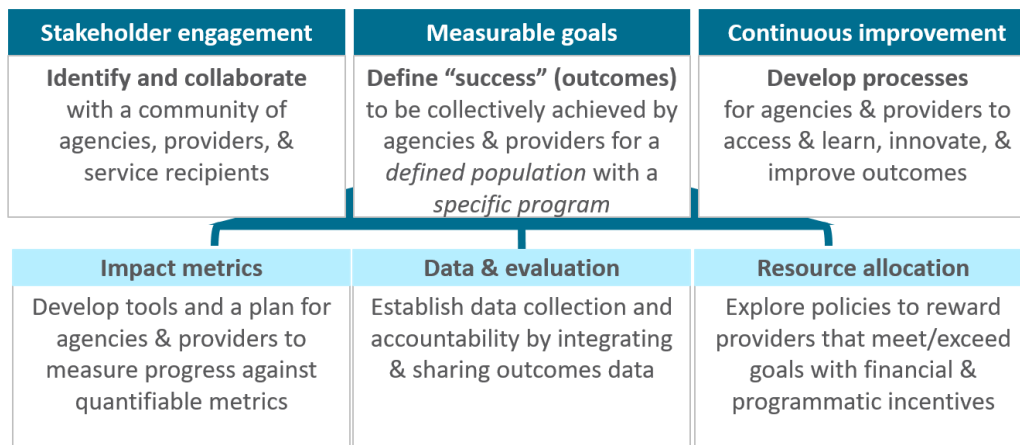 Stakeholder engagement
Identify and collaborate
with a community of
agencies, providers, &
service recipients
Measurable goals
Define “success” (outcomes)
to be collectively achieved by
agencies & providers for a
defined population with a
specific program
Continuous improvement
Develop processes
for agencies & providers to
access & learn, innovate, &
improve outcomes
Impact metrics
Develop tools and a plan for
agencies & providers to
measure progress against
quantifiable metrics
Data & evaluation
Establish data collection and
accountability by integrating
& sharing outcomes data
Resource allocation
Explore policies to reward
providers that meet/exceed
goals with financial &
programmatic incentives